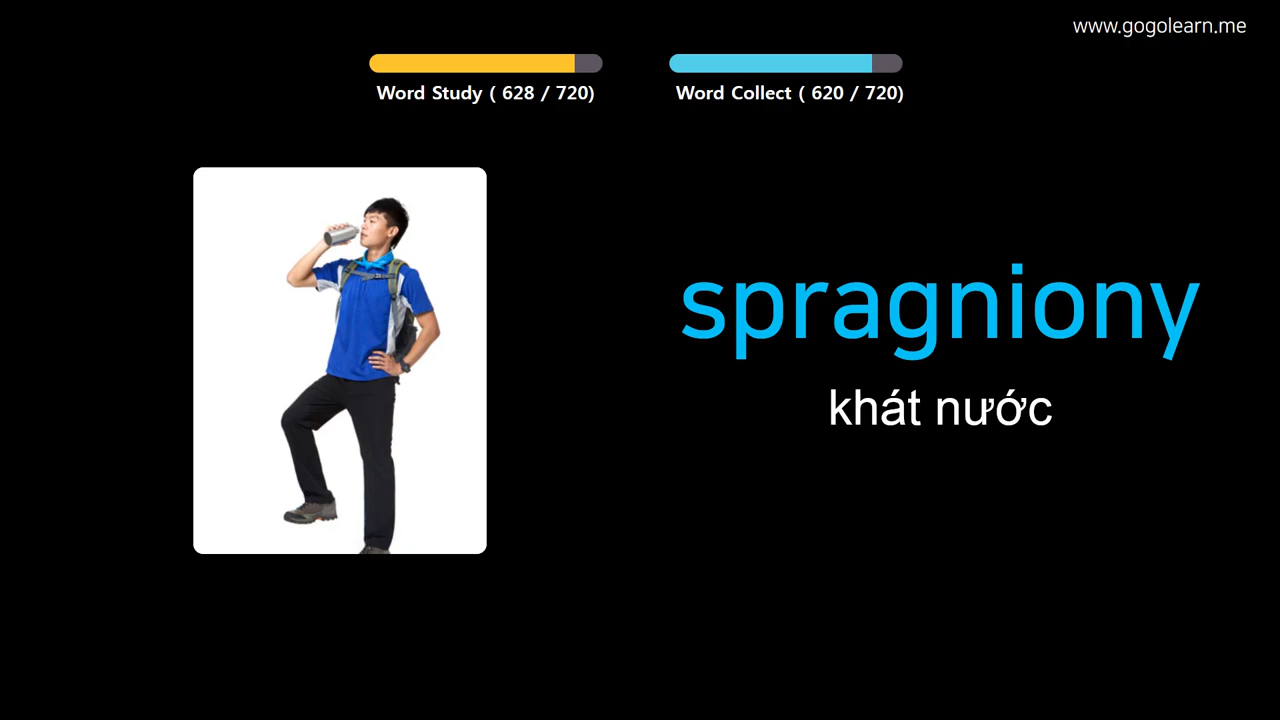 www.gogolearn.me
Word Study ( 628 / 720)
Word Collect ( 620 / 720)
spragniony
khát nước